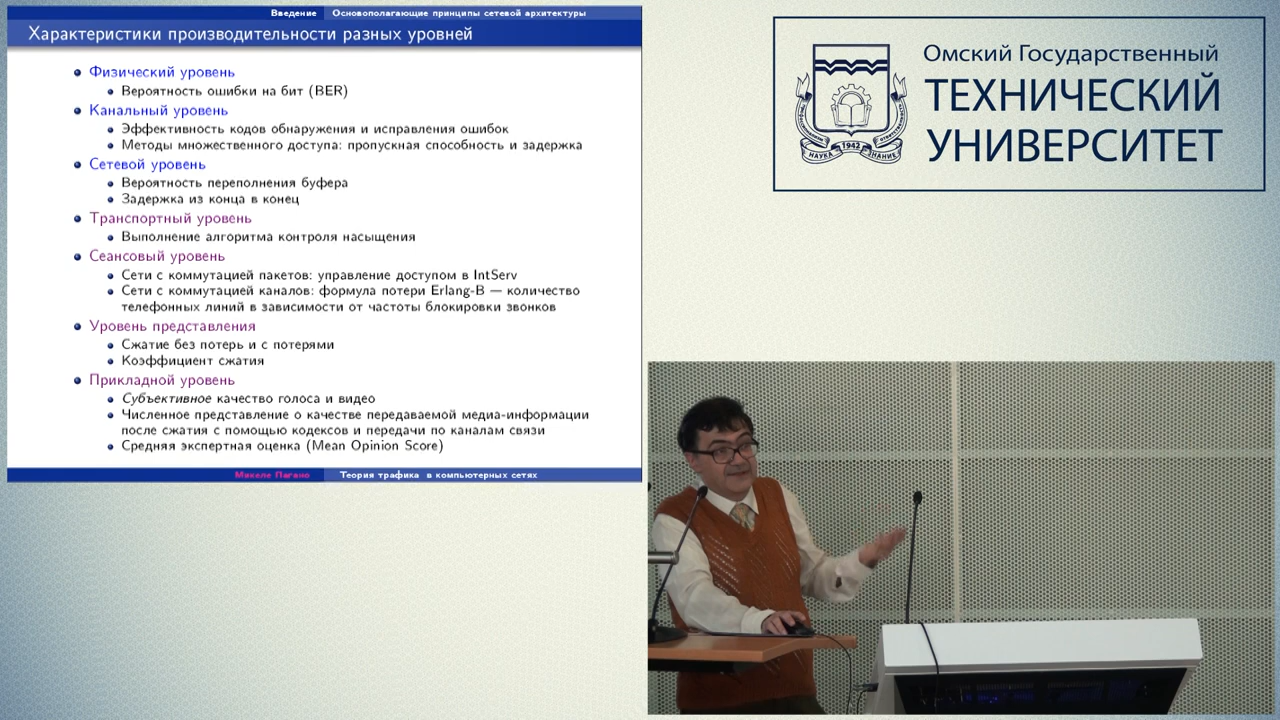 Введение Основополагающие принципы сетевой архитектуры
Характеристики производительности разных уровней
Физический уровень
Вероятность ошибки на бит (BER)
Канальный уровень
Эффективность кодов обнаружения и исправления ошибок
Методы множественного доступа: пропускная способность и задержка
Сетевой уровень
Вероятность переполнения буфера
Задержка из конца в конец
Транспортный уровень
Выполнение алгоритма контроля насыщения
Сеансовый уровень
Сети с коммутацией пакетов: управление доступом в IntServ
Сети с коммутацией каналов: формула потери Erlang-B — количество
телефонных линий в зависимости от частоты блокировки звонков
Уровень представления
Сжатие без потерь и с потерями
Коэффициент сжатия
Прикладной уровень
Субъективное качество голоса и видео
Численное представление о качестве передаваемой медиа-информации
после сжатия с помощью кодексов и передачи по каналам связи
Средняя экспертная оценка (Mean Opinion Score)
Микеле Пагано Теория трафика в компьютерных сетях
Омский Государственный
ТЕХНИЧЕСКИЙ
УНИВЕРСИТЕТ
НАУКА 1942 ЗНАНИЕ